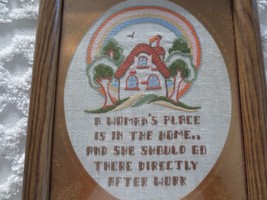 A WOMAN'S PLACE
IS IN THE HOME..
AND SHE SHOULD GO
THERE DIRECTLY
AFTER WORK